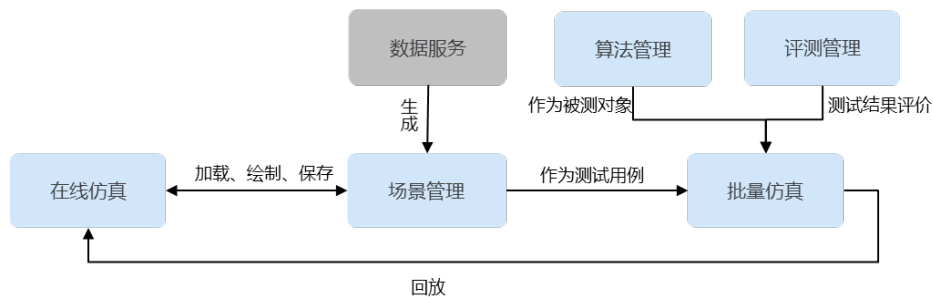 数据服务
算法管理
评测管理
生成
作为被测对象
测试结果评价
在线仿真
加载、绘制、保存
场景管理
作为测试用例
批量仿真
回放